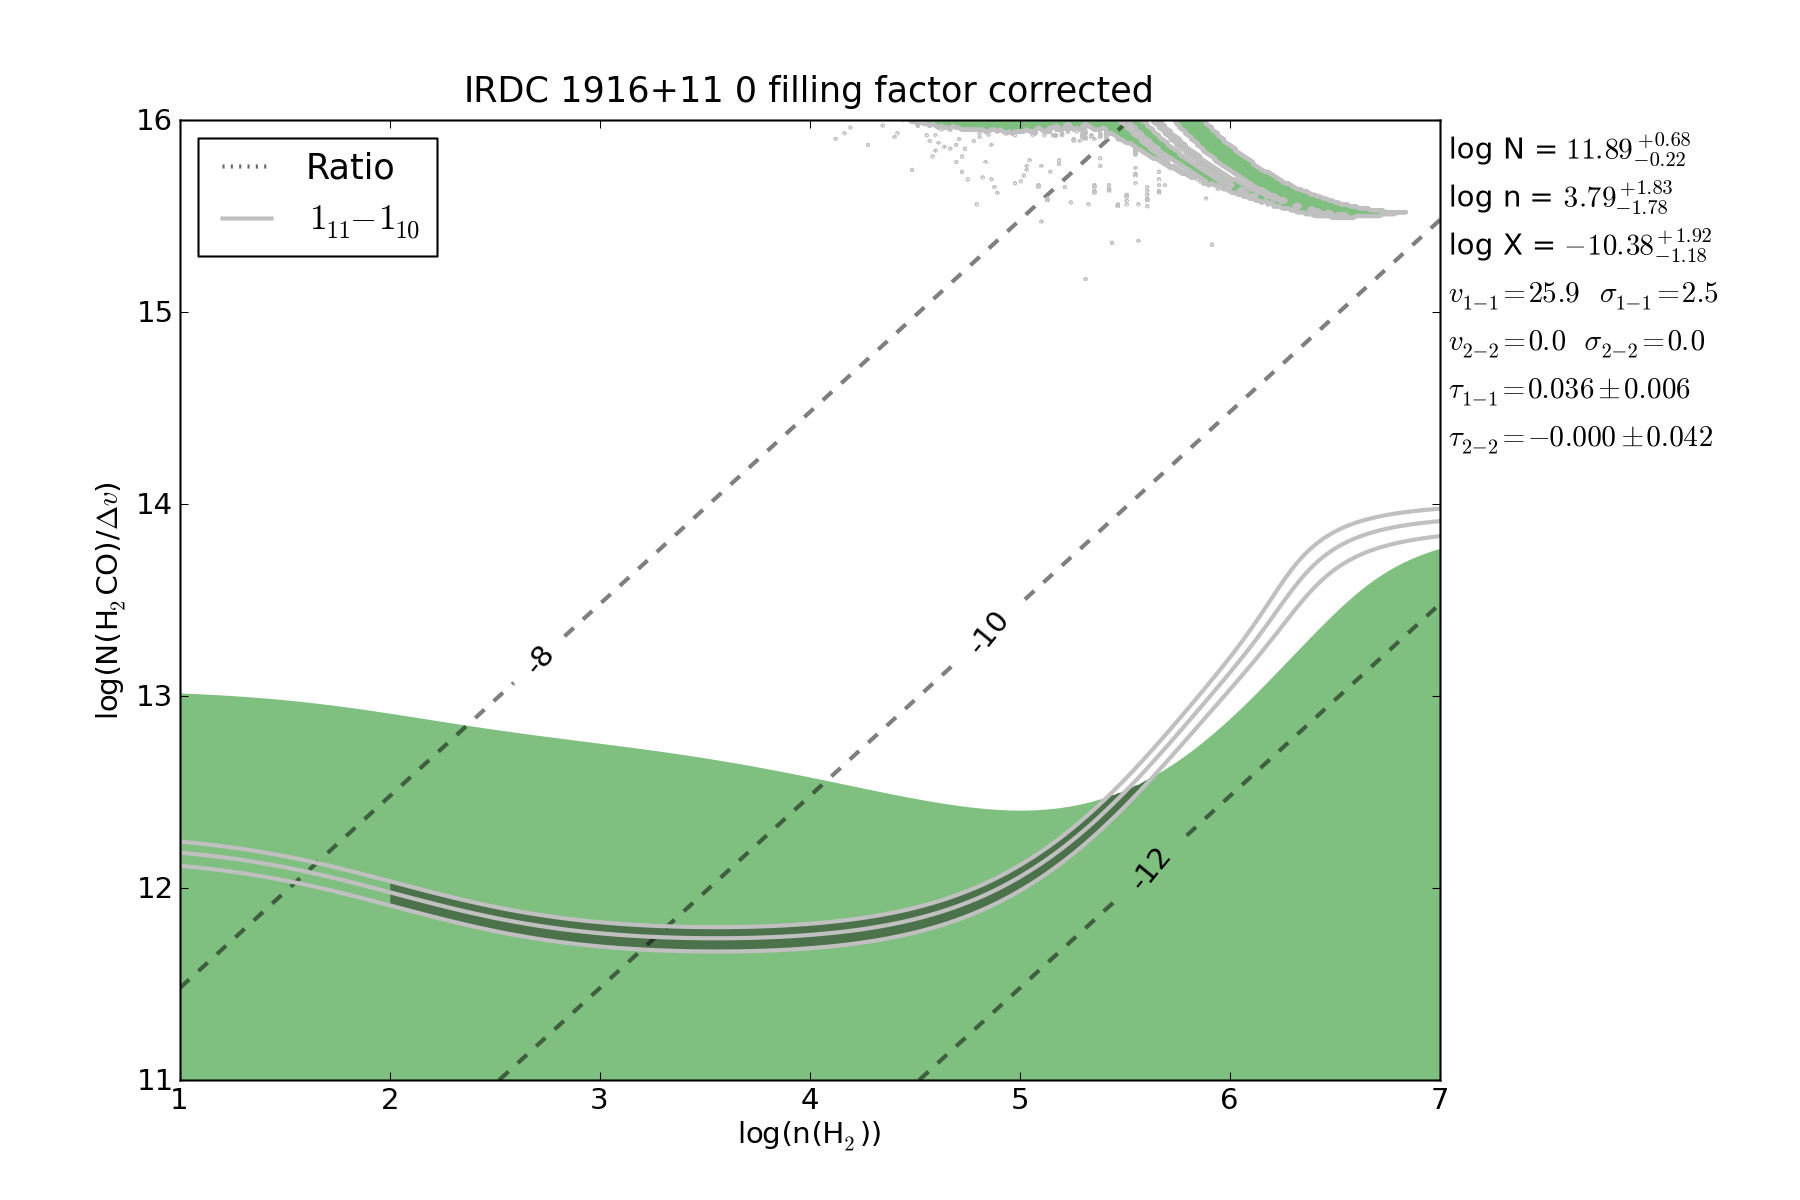 IRDC 1916+11 0 filling factor corrected
Ratio
1₁₁−1₁₀
log N = 11.89 +0.68 −0.22
log n = 3.79 +1.83 −1.78
log X = −10.38 +1.92 −1.18
v₁₋₁=25.9 σ₁₋₁=2.5
v₂₋₂=0.0 σ₂₋₂=0.0
τ₁₋₁=0.036±0.006
τ₂₋₂=−0.000±0.042
log(N(H₂CO)/Δv)
16
15
14
13
12
11
-8
-10
-12
1 2 3 4 5 6 7
log(n(H₂))